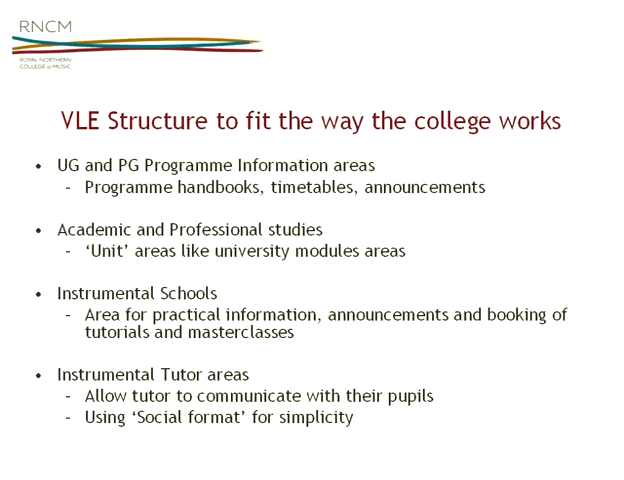 RNCM
ROYAL NORTHERN
COLLEGE of MUSIC
VLE Structure to fit the way the college works
• UG and PG Programme Information areas
– Programme handbooks, timetables, announcements
• Academic and Professional studies
– ‘Unit’ areas like university modules areas
• Instrumental Schools
– Area for practical information, announcements and booking of
tutorials and masterclasses
• Instrumental Tutor areas
– Allow tutor to communicate with their pupils
– Using ‘Social format’ for simplicity